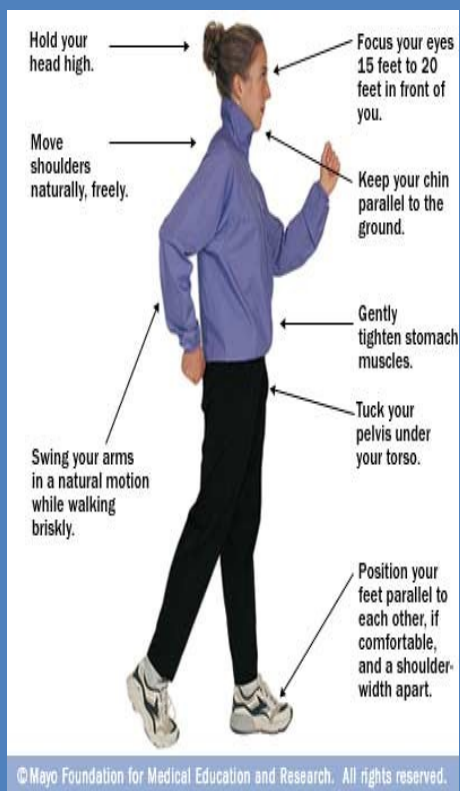 Hold your
head high.
Focus your eyes
15 feet to 20
feet in front of
you.
Move
shoulders
naturally, freely.
Keep your chin
parallel to the
ground.
Gently
tighten stomach
muscles.
Tuck your
pelvis under
your torso.
Swing your arms
in a natural motion
while walking
briskly.
Position your
feet parallel to
each other, if
comfortable,
and a shoulder-
width apart.
©Mayo Foundation for Medical Education and Research. All rights reserved.